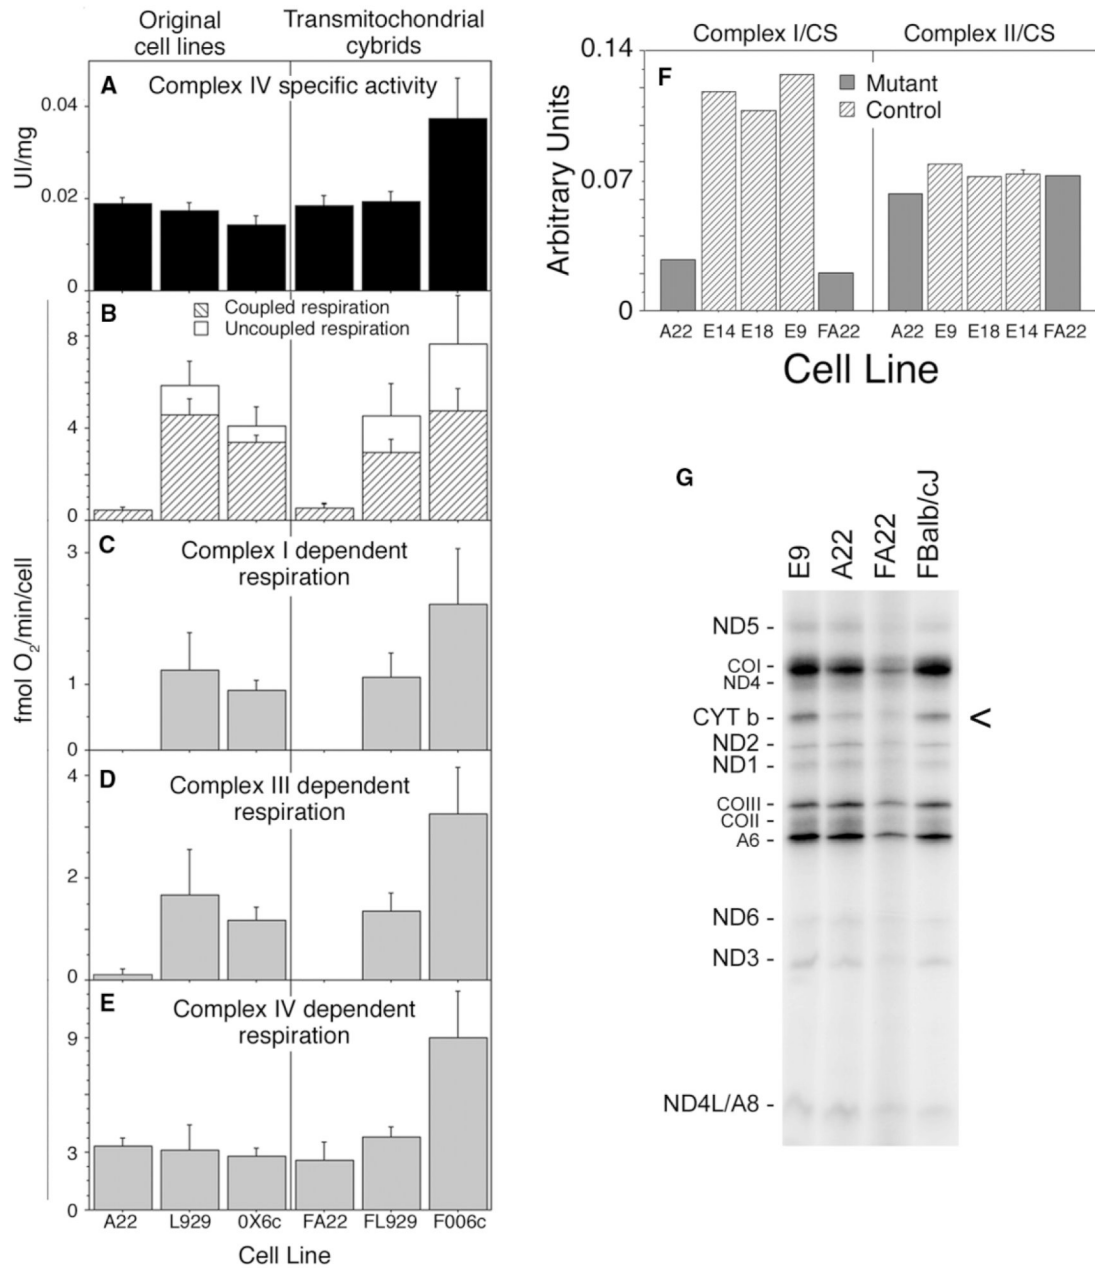 Original
cell lines
Transmitochondrial
cybrids
A
Complex IV specific activity
UI/mg
0.04
0.02
0
B
Coupled respiration
Uncoupled respiration
8
4
0
fmol O2/min/cell
C
Complex I dependent
respiration
3
1
0
D
Complex III dependent
respiration
4
2
0
E
Complex IV dependent
respiration
9
3
0
A22 L929 0X6c FA22 FL929 F006c
Cell Line
Complex I/CS Complex II/CS
F
Mutant
Control
Arbitrary Units
0.14
0.07
0
A22 E14 E18 E9 FA22 A22 E9 E18 E14 FA22
Cell Line
G
E9 A22 FA22 FBalb/cJ
ND5 -
COI -
ND4 -
CYT b - <
ND2 -
ND1 -
COIII -
COII -
A6 -
ND6 -
ND3 -
ND4L/A8 -